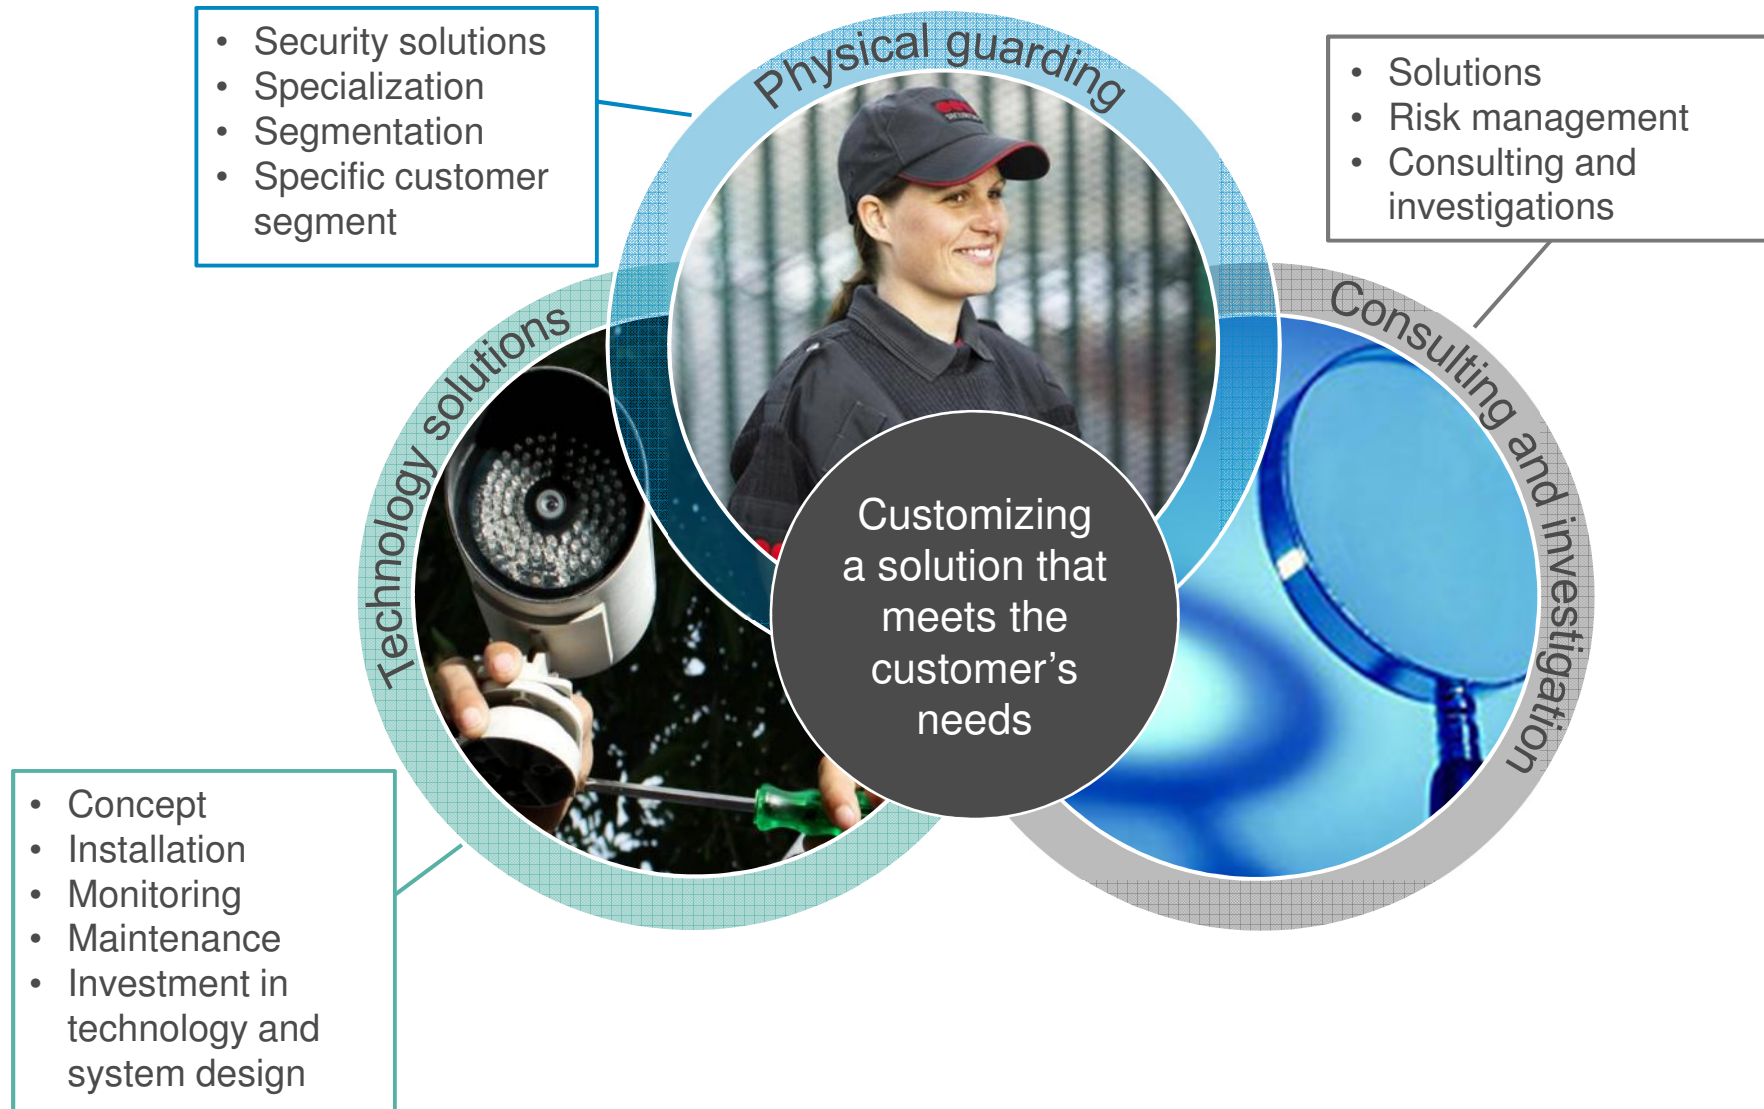 • Security solutions
• Specialization
• Segmentation
• Specific customer
segment
Physical guarding
• Solutions
• Risk management
• Consulting and
investigations
Technology solutions
Consulting and investigation
Customizing
a solution that
meets the
customer’s
needs
• Concept
• Installation
• Monitoring
• Maintenance
• Investment in
technology and
system design